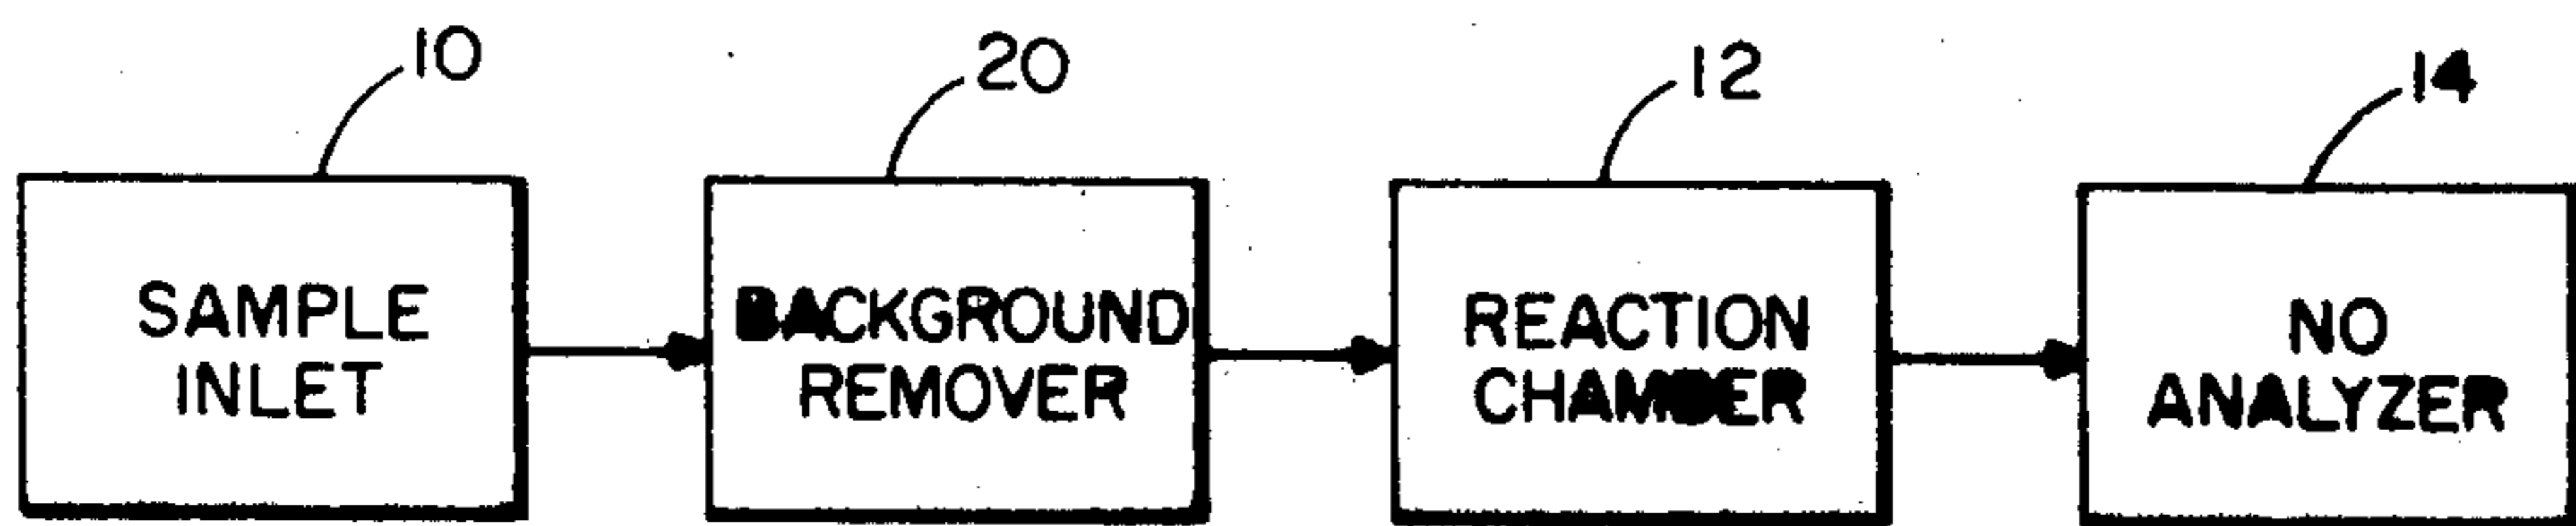 10
20
12
14
SAMPLE
INLET
BACKGROUND
REMOVER
REACTION
CHAMBER
NO
ANALYZER